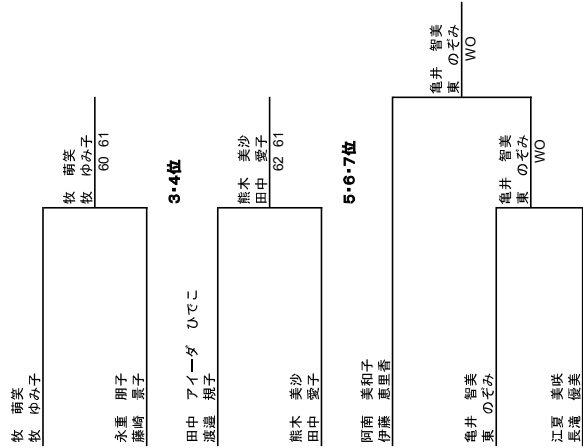 牧 萌笑
牧 ゆみ子
永重 朋子
藤崎 景子
牧 萌笑
牧 ゆみ子
60 61
3・4位
田中 アイーダ ひでこ
渡邉 規子
熊木 美沙
田中 愛子
熊木 美沙
田中 愛子
62 61
5・6・7位
阿南 美和子
伊藤 恵里香
亀井 智美
東 のぞみ
江夏 美咲
長滝 優美
亀井 智美
東 のぞみ
WO
亀井 智美
東 のぞみ
WO